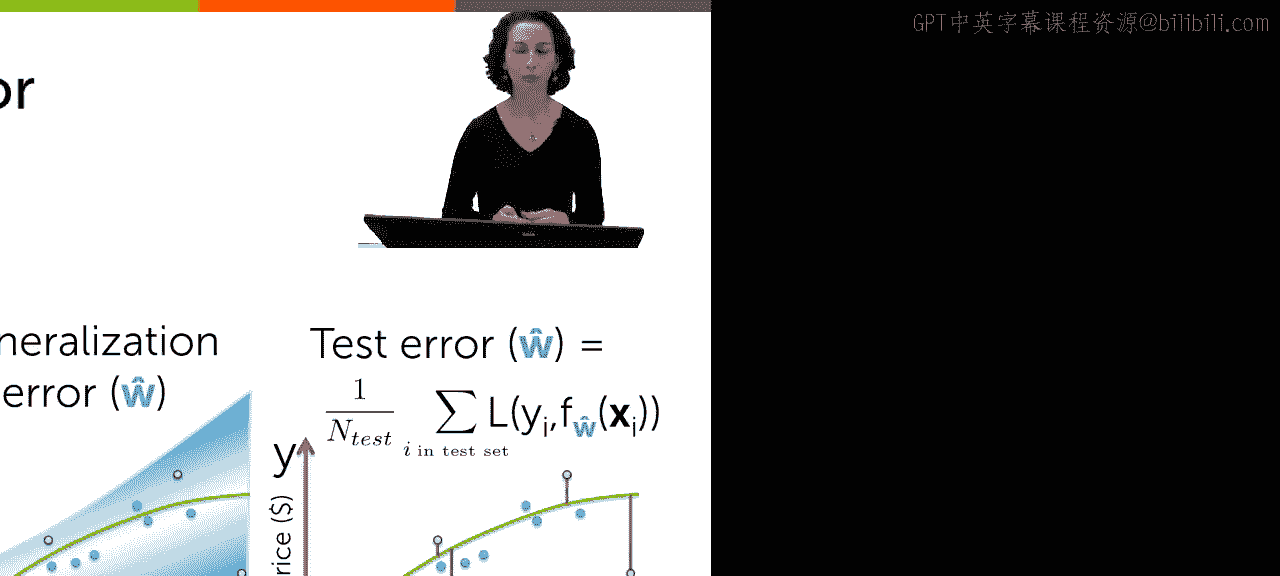 GPT中英字幕课程资源@bilibili.com
or
neralization
error (ŵ)
Test error (ŵ) =
1
N_test
∑ L(y_i,f_ŵ(x_i))
i in test set
y
rice ($)